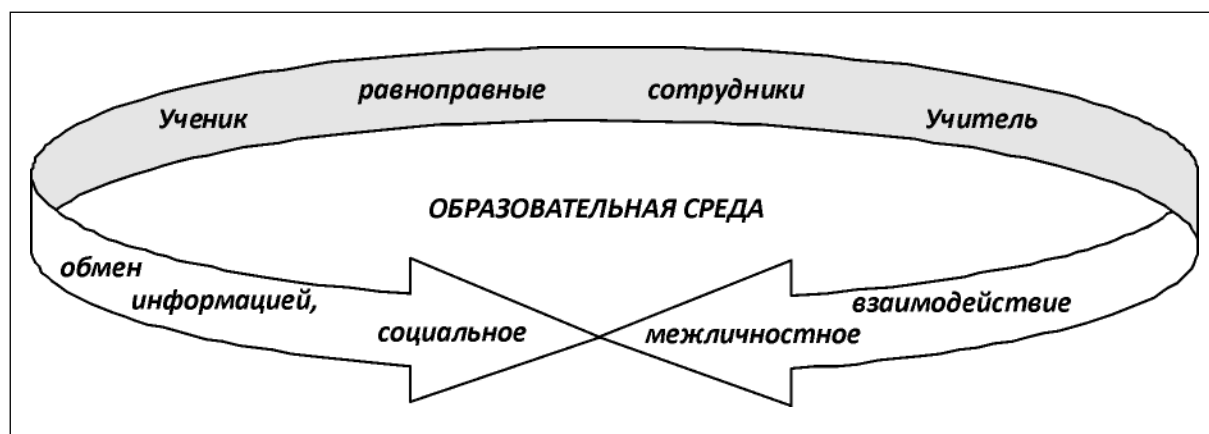 равноправные сотрудники
Ученик Учитель
ОБРАЗОВАТЕЛЬНАЯ СРЕДА
обмен
информацией, взаимодействие
социальное межличностное